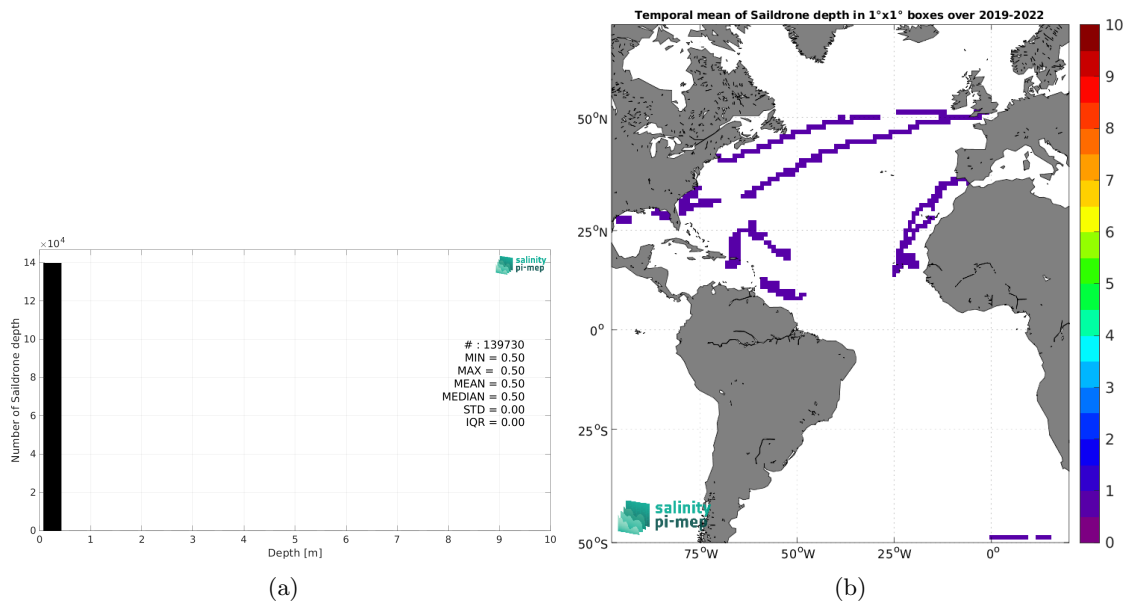 ×10⁴
14
12
10
8
6
4
2
0
Number of Saildrone depth
salinity
pi-mep
# : 139730
MIN = 0.50
MAX = 0.50
MEAN = 0.50
MEDIAN = 0.50
STD = 0.00
IQR = 0.00
0 1 2 3 4 5 6 7 8 9 10
Depth [m]
(a)
Temporal mean of Saildrone depth in 1°x1° boxes over 2019-2022
50°N
25°N
0°
25°S
50°S
salinity
pi-mep
75°W 50°W 25°W 0°
10
9
8
7
6
5
4
3
2
1
0
(b)